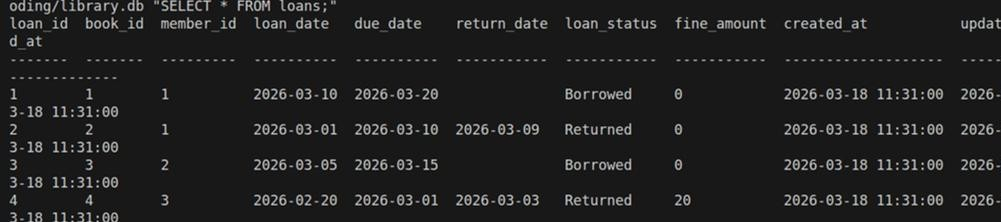 oding/library.db "SELECT * FROM loans;"
loan_id  book_id  member_id  loan_date   due_date    return_date  loan_status  fine_amount  created_at           updat
d_at
-------  -------  ---------  ----------  ----------  -----------  -----------  -----------  -------------------  -----
-------------
1        1        1          2026-03-10  2026-03-20               Borrowed     0            2026-03-18 11:31:00  2026-
3-18 11:31:00
2        2        1          2026-03-01  2026-03-10  2026-03-09   Returned     0            2026-03-18 11:31:00  2026-
3-18 11:31:00
3        3        2          2026-03-05  2026-03-15               Borrowed     0            2026-03-18 11:31:00  2026-
3-18 11:31:00
4        4        3          2026-02-20  2026-03-01  2026-03-03   Returned     20           2026-03-18 11:31:00  2026-
3-18 11:31:00